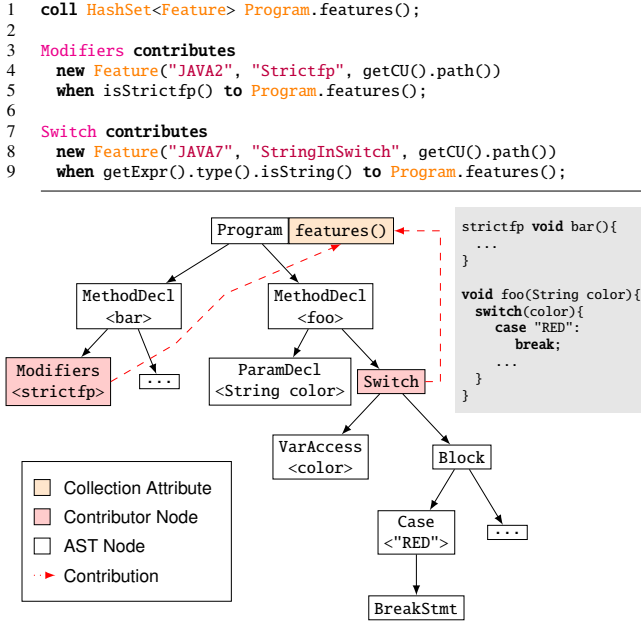 1 coll HashSet<Feature> Program.features();
2
3 Modifiers contributes
4 new Feature("JAVA2", "Strictfp", getCU().path())
5 when isStrictfp() to Program.features();
6
7 Switch contributes
8 new Feature("JAVA7", "StringInSwitch", getCU().path())
9 when getExpr().type().isString() to Program.features();
Program features()
strictfp void bar(){
...
}
void foo(String color){
switch(color){
case "RED":
break;
...
}
}
MethodDecl
<bar>
MethodDecl
<foo>
Modifiers
<strictfp>
...
ParamDecl
<String color>
Switch
VarAccess
<color>
Block
Case
<"RED">
...
BreakStmt
Collection Attribute
Contributor Node
AST Node
Contribution